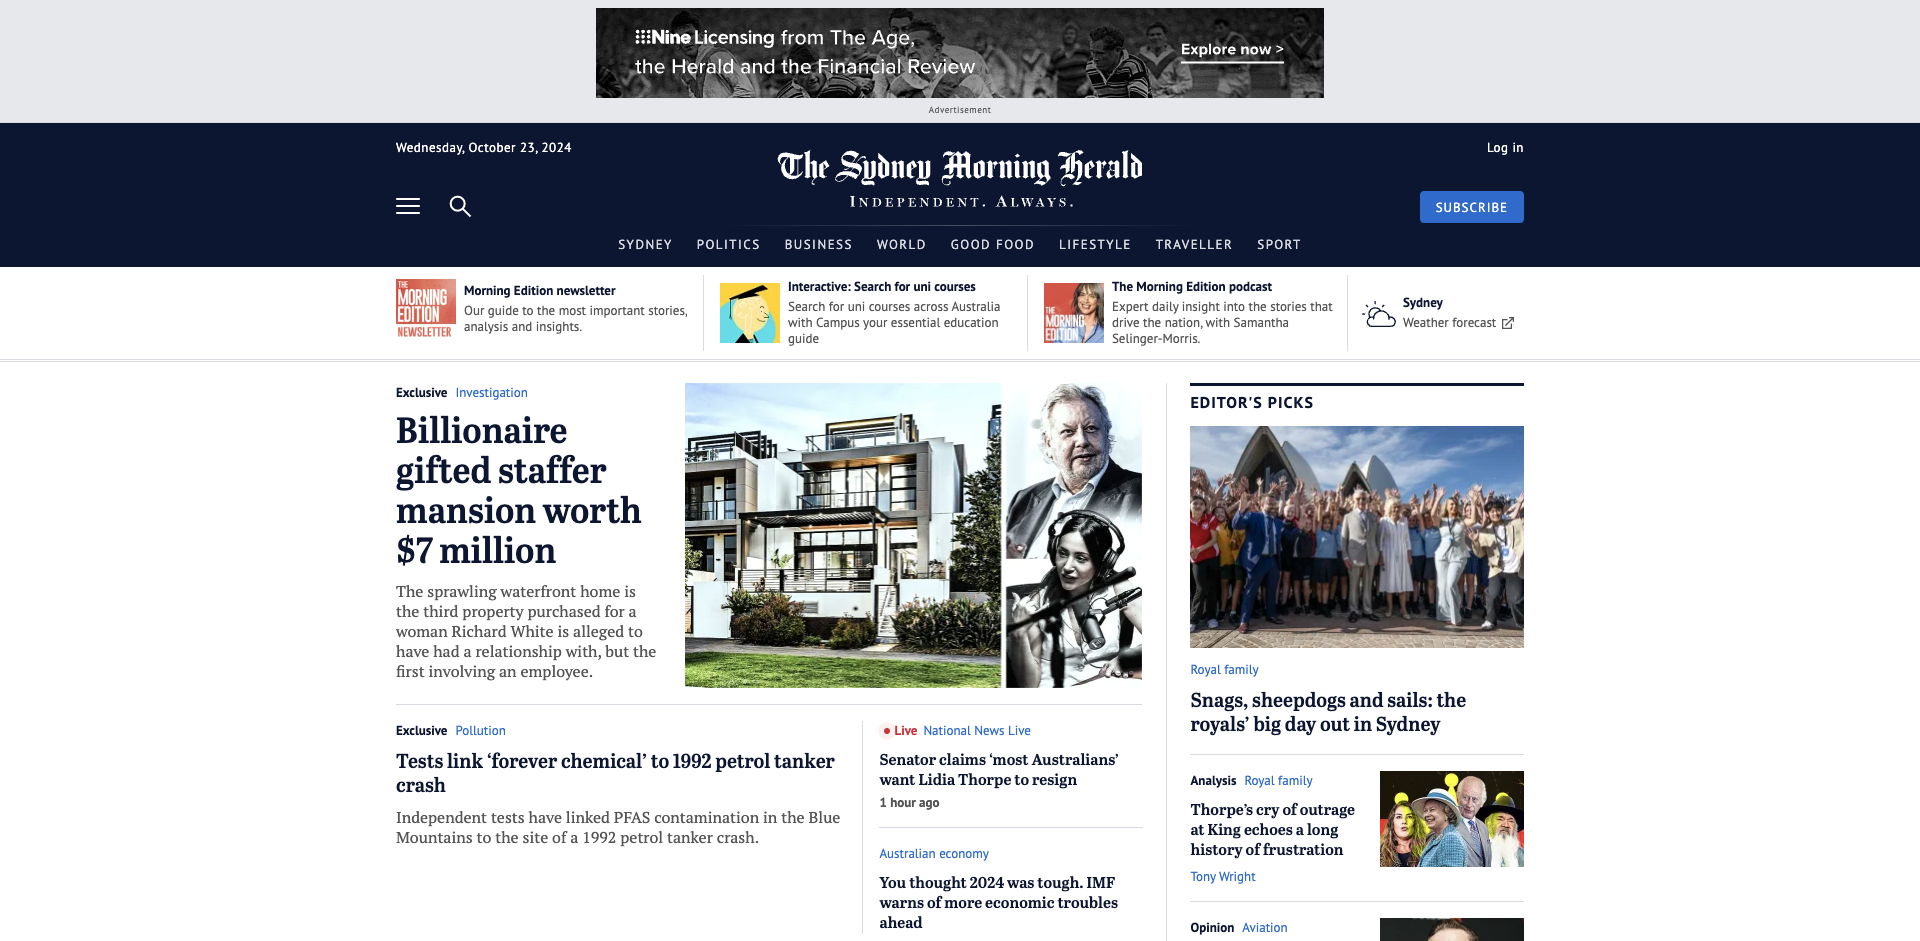 Nine Licensing from The Age,
the Herald and the Financial Review
Explore now >
Advertisement
Wednesday, October 23, 2024
The Sydney Morning Herald
INDEPENDENT. ALWAYS.
Log in
SUBSCRIBE
SYDNEY POLITICS BUSINESS WORLD GOOD FOOD LIFESTYLE TRAVELLER SPORT
THE
MORNING
EDITION
NEWSLETTER
Morning Edition newsletter
Our guide to the most important stories,
analysis and insights.
Interactive: Search for uni courses
Search for uni courses across Australia
with Campus your essential education
guide
THE
MORNING
EDITION
The Morning Edition podcast
Expert daily insight into the stories that
drive the nation, with Samantha
Selinger-Morris.
Sydney
Weather forecast
Exclusive Investigation
Billionaire
gifted staffer
mansion worth
$7 million
The sprawling waterfront home is
the third property purchased for a
woman Richard White is alleged to
have had a relationship with, but the
first involving an employee.
Exclusive Pollution
Tests link ‘forever chemical’ to 1992 petrol tanker
crash
Independent tests have linked PFAS contamination in the Blue
Mountains to the site of a 1992 petrol tanker crash.
Live National News Live
Senator claims ‘most Australians’
want Lidia Thorpe to resign
1 hour ago
Australian economy
You thought 2024 was tough. IMF
warns of more economic troubles
ahead
EDITOR'S PICKS
Royal family
Snags, sheepdogs and sails: the
royals’ big day out in Sydney
Analysis Royal family
Thorpe’s cry of outrage
at King echoes a long
history of frustration
Tony Wright
Opinion Aviation